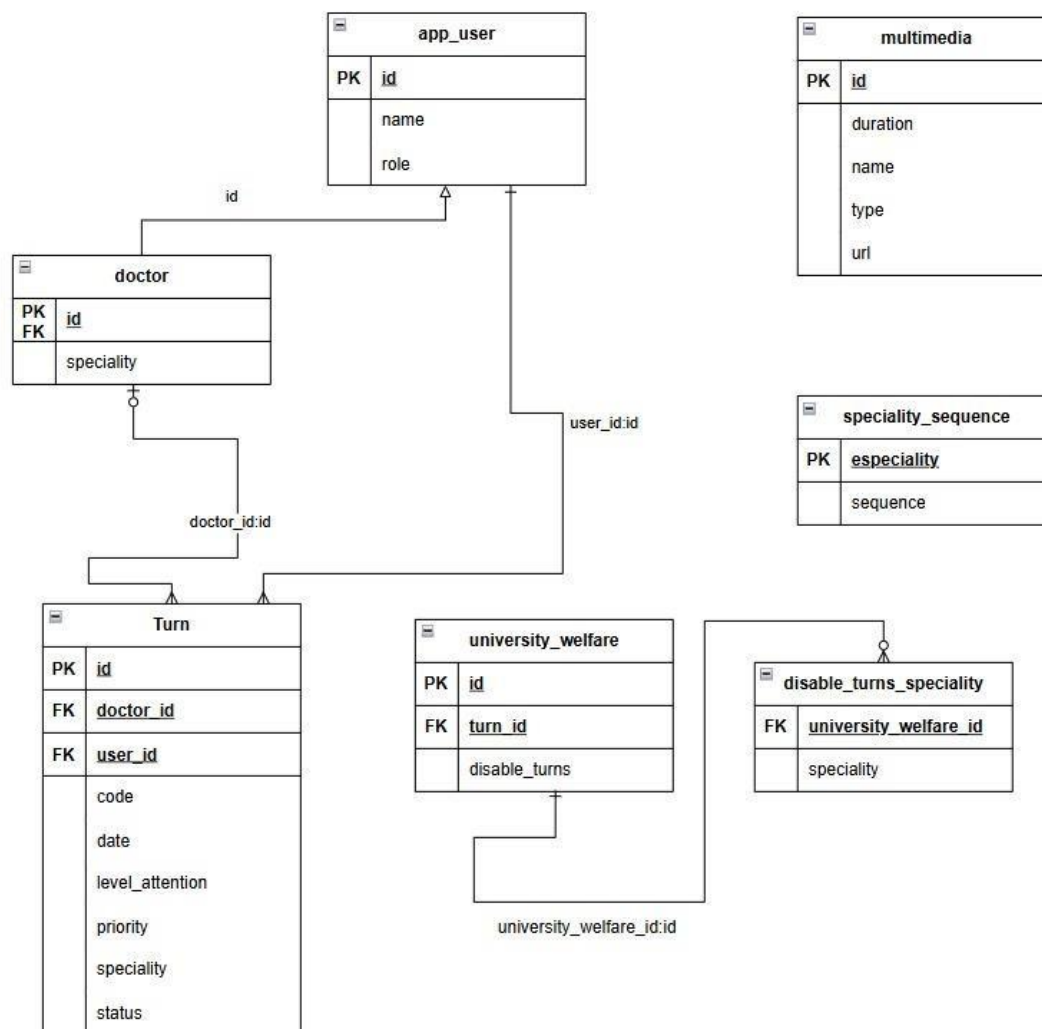 app_user
PK id
name
role
multimedia
PK id
duration
name
type
url
id
doctor
PK
FK id
speciality
user_id:id
speciality_sequence
PK especiality
sequence
doctor_id:id
Turn
PK id
FK doctor_id
FK user_id
code
date
level_attention
priority
speciality
status
university_welfare
PK id
FK turn_id
disable_turns
disable_turns_speciality
FK university_welfare_id
speciality
university_welfare_id:id